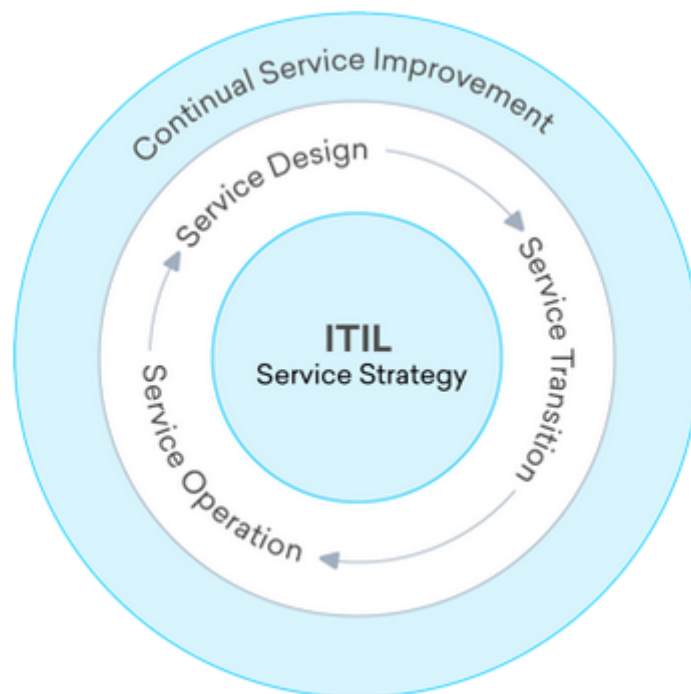 Continual Service Improvement
Service Design
Service Transition
Service Operation
ITIL
Service Strategy